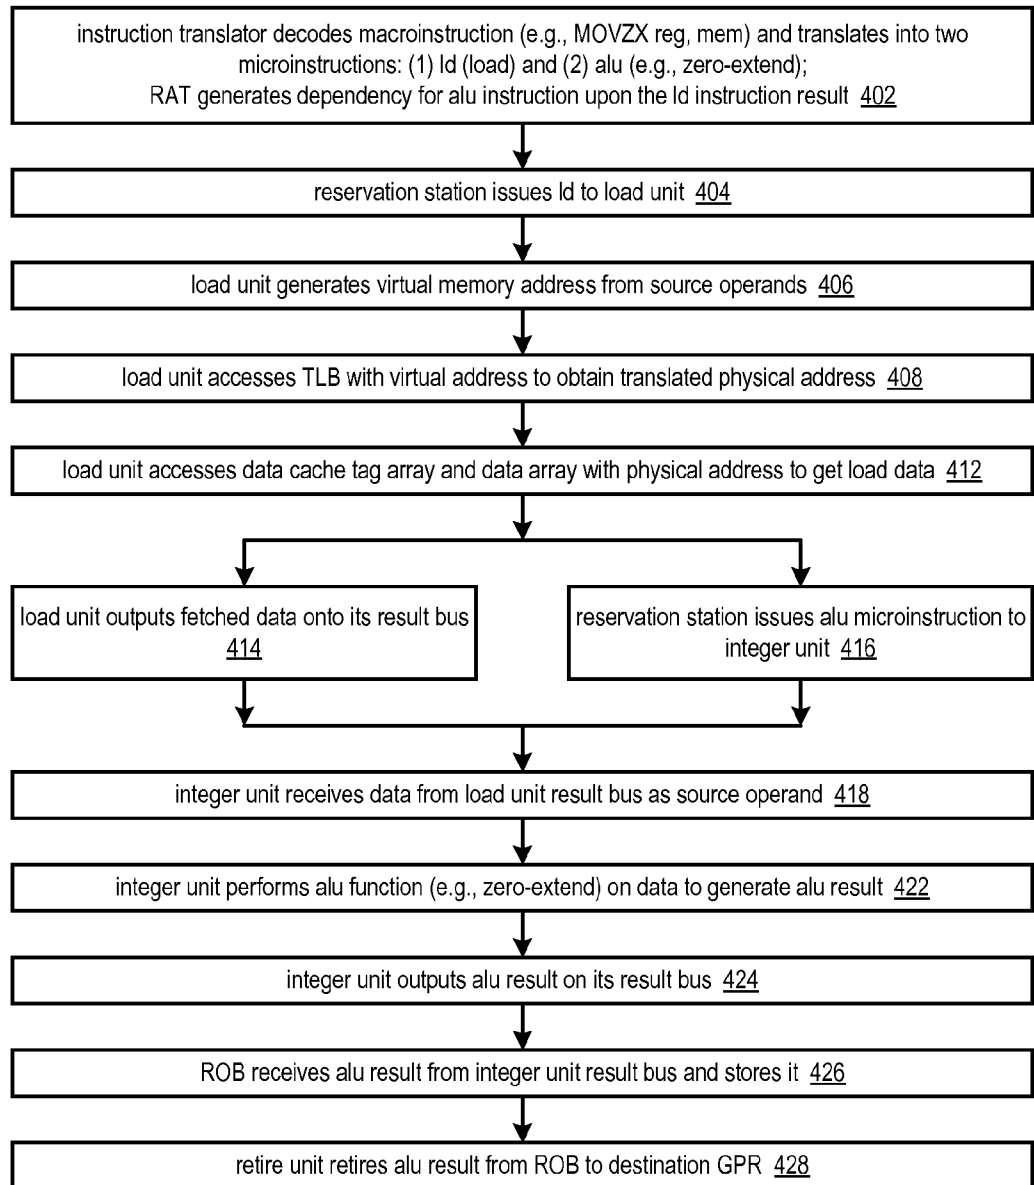 instruction translator decodes macroinstruction (e.g., MOVZX reg, mem) and translates into two
microinstructions: (1) ld (load) and (2) alu (e.g., zero-extend);
RAT generates dependency for alu instruction upon the ld instruction result 402
reservation station issues ld to load unit 404
load unit generates virtual memory address from source operands 406
load unit accesses TLB with virtual address to obtain translated physical address 408
load unit accesses data cache tag array and data array with physical address to get load data 412
load unit outputs fetched data onto its result bus
414
reservation station issues alu microinstruction to
integer unit 416
integer unit receives data from load unit result bus as source operand 418
integer unit performs alu function (e.g., zero-extend) on data to generate alu result 422
integer unit outputs alu result on its result bus 424
ROB receives alu result from integer unit result bus and stores it 426
retire unit retires alu result from ROB to destination GPR 428